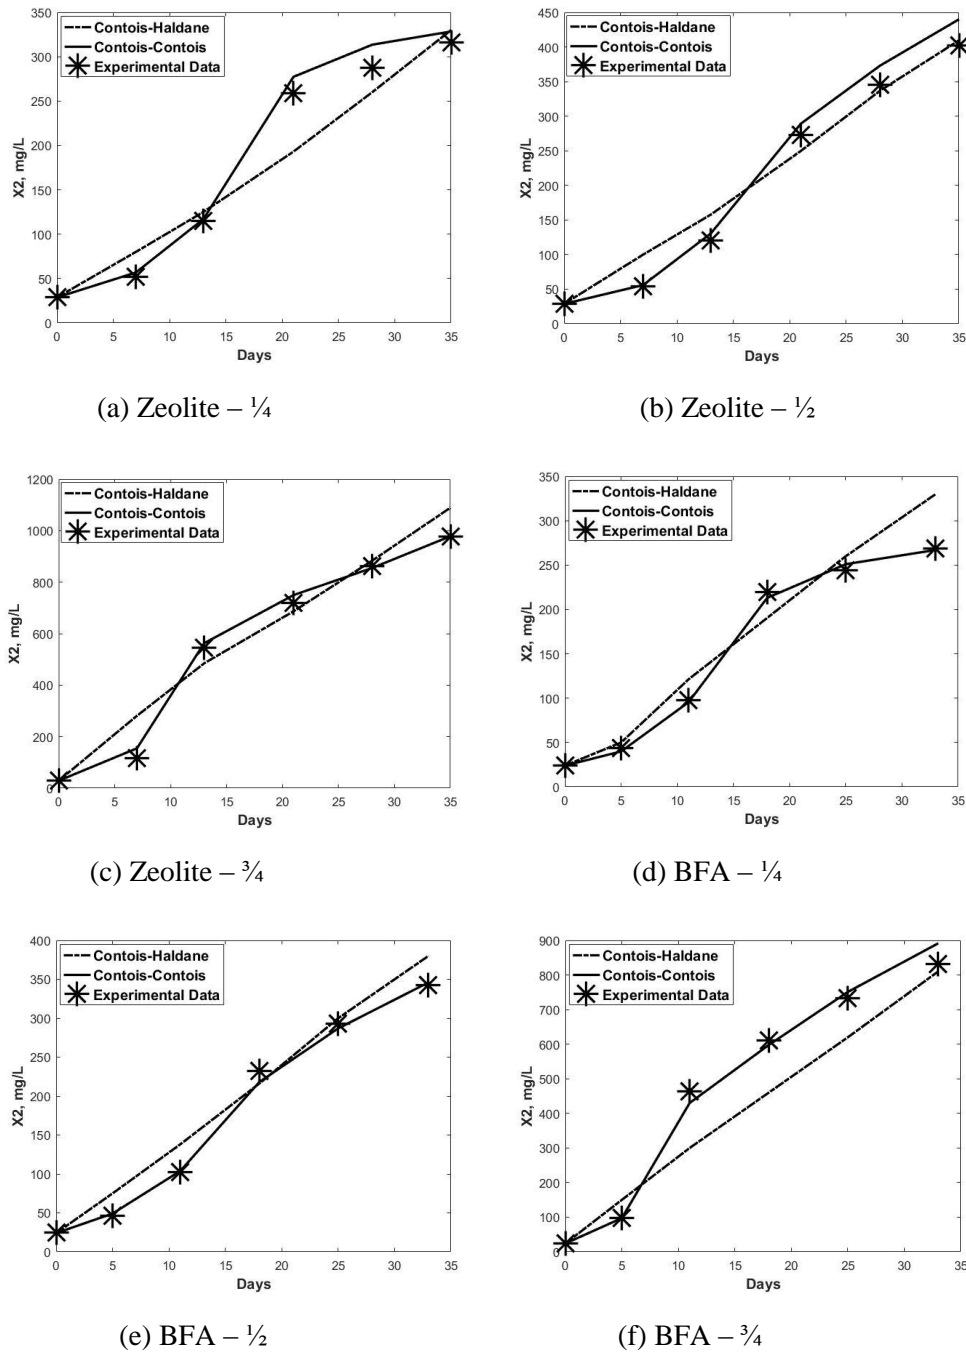 Contois-Haldane
Contois-Contois
Experimental Data
350
300
250
200
150
100
50
0
X2, mg/L
0 5 10 15 20 25 30 35
Days
(a) Zeolite – ¼
Contois-Haldane
Contois-Contois
Experimental Data
450
400
350
300
250
200
150
100
50
0
X2, mg/L
0 5 10 15 20 25 30 35
Days
(b) Zeolite – ½
Contois-Haldane
Contois-Contois
Experimental Data
1200
1000
800
600
400
200
0
X2, mg/L
0 5 10 15 20 25 30 35
Days
(c) Zeolite – ¾
Contois-Haldane
Contois-Contois
Experimental Data
350
300
250
200
150
100
50
0
X2, mg/L
0 5 10 15 20 25 30 35
Days
(d) BFA – ¼
Contois-Haldane
Contois-Contois
Experimental Data
400
350
300
250
200
150
100
50
0
X2, mg/L
0 5 10 15 20 25 30 35
Days
(e) BFA – ½
Contois-Haldane
Contois-Contois
Experimental Data
900
800
700
600
500
400
300
200
100
0
X2, mg/L
0 5 10 15 20 25 30 35
Days
(f) BFA – ¾